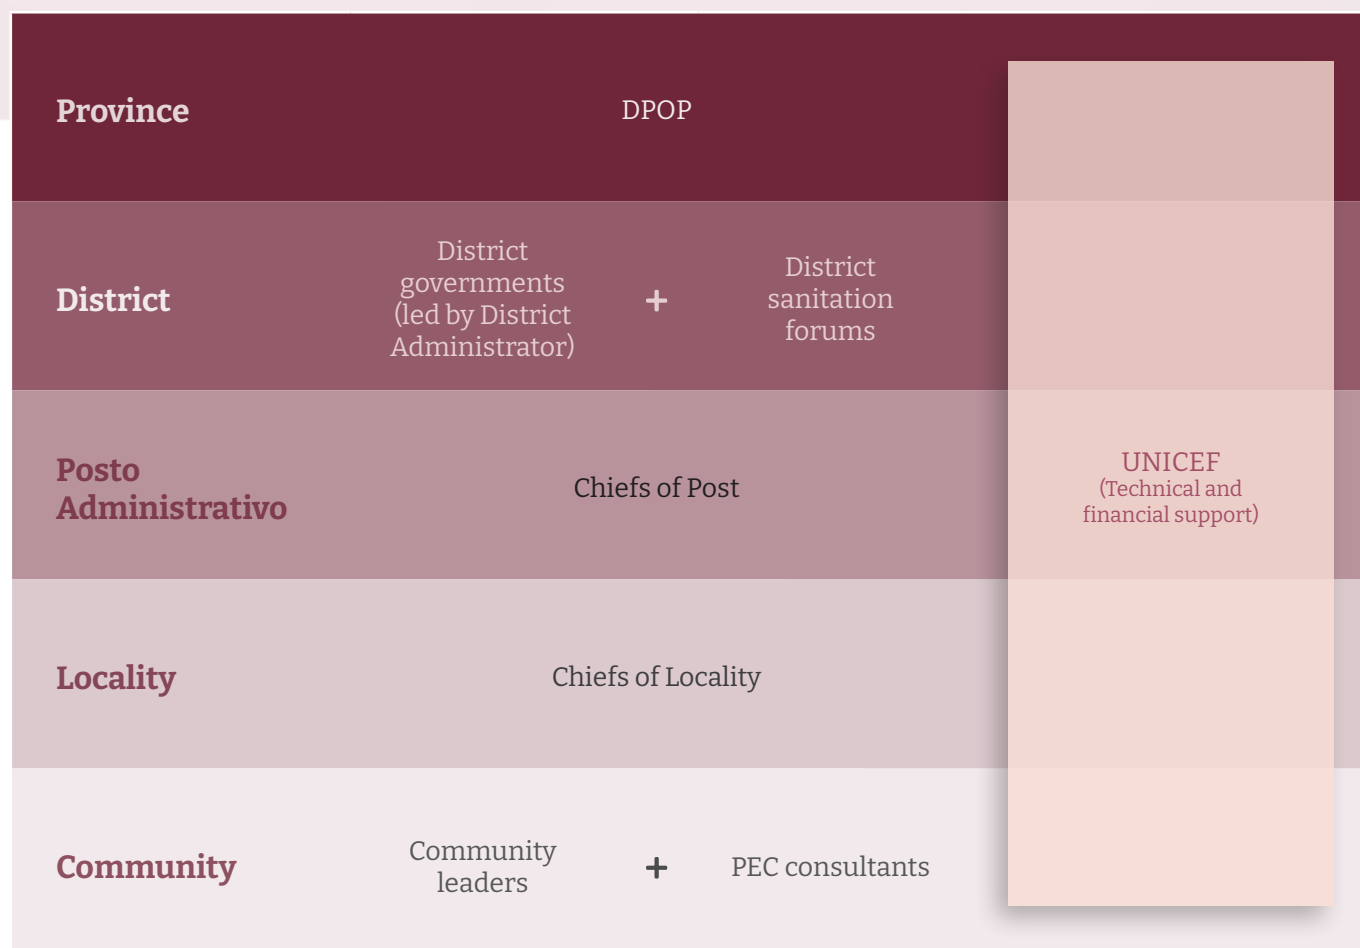 Province
DPOP
District
District
governments
(led by District
Administrator)
+
District
sanitation
forums
Posto
Administrativo
Chiefs of Post
UNICEF
(Technical and
financial support)
Locality
Chiefs of Locality
Community
Community
leaders
+
PEC consultants